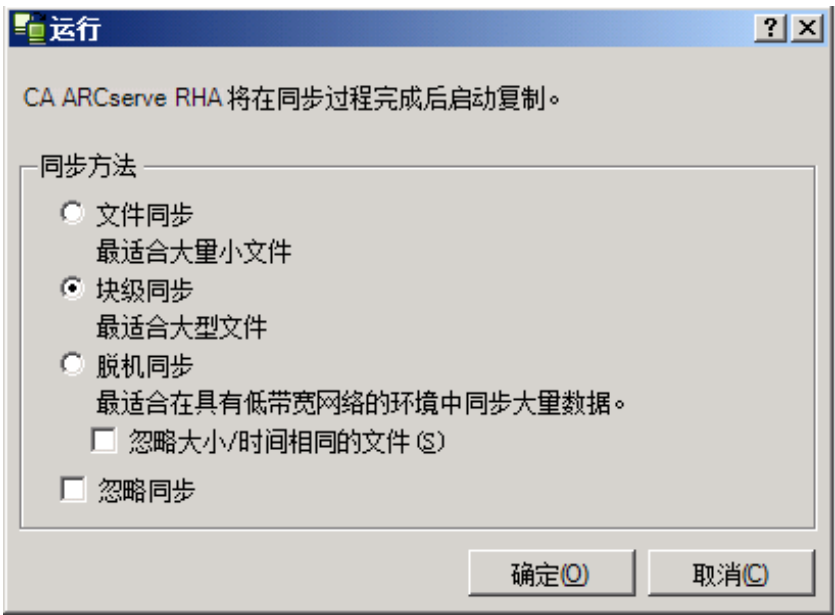 运行
CA ARCserve RHA 将在同步过程完成后启动复制。
同步方法
文件同步
最适合大量小文件
块级同步
最适合大型文件
脱机同步
最适合在具有低带宽网络的环境中同步大量数据。
忽略大小/时间相同的文件(S)
忽略同步
确定(O) 取消(C)